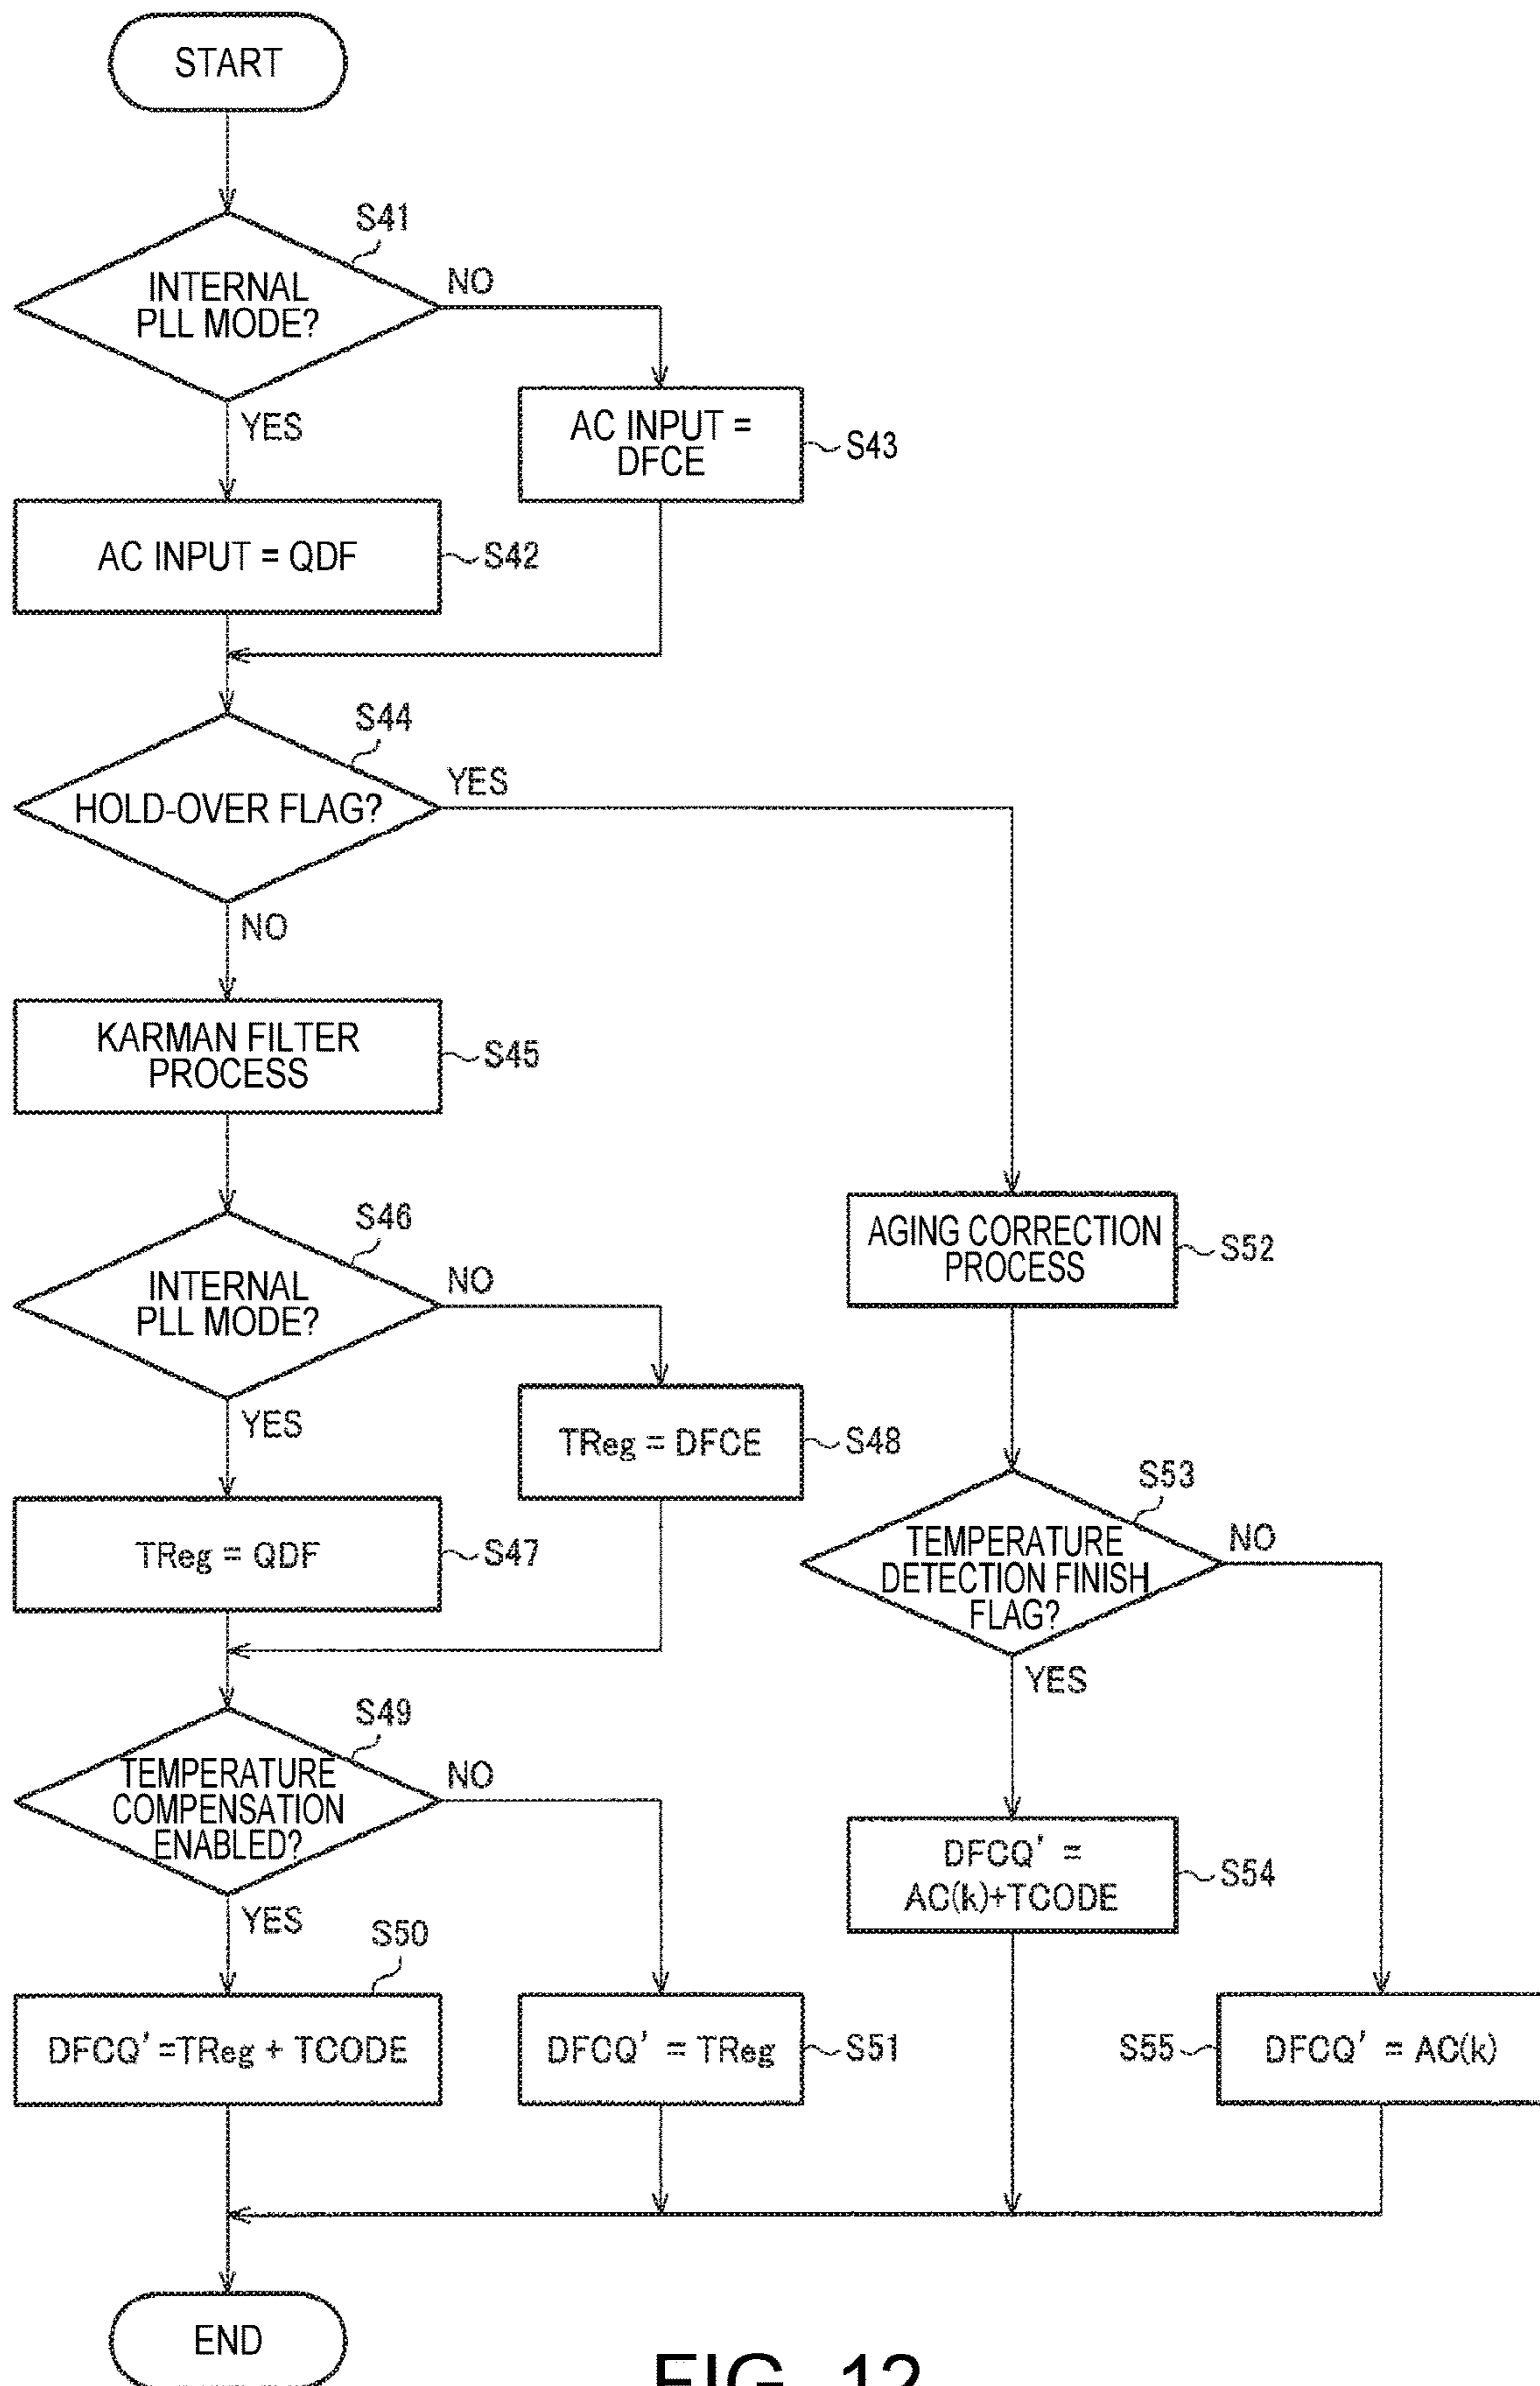 START
S41
INTERNAL
PLL MODE?
NO
YES
AC INPUT =
DFCE
S43
AC INPUT = QDF
S42
S44
HOLD-OVER FLAG?
YES
NO
KARMAN FILTER
PROCESS
S45
S46
INTERNAL
PLL MODE?
NO
YES
AGING CORRECTION
PROCESS
S52
TReg = DFCE
S48
TReg = QDF
S47
S53
TEMPERATURE
DETECTION FINISH
FLAG?
NO
YES
S49
TEMPERATURE
COMPENSATION
ENABLED?
NO
YES
DFCQ' =
AC(k)+TCODE
S54
S50
DFCQ' =TReg + TCODE
DFCQ' = TReg
S51
S55
DFCQ' = AC(k)
END
FIG. 12